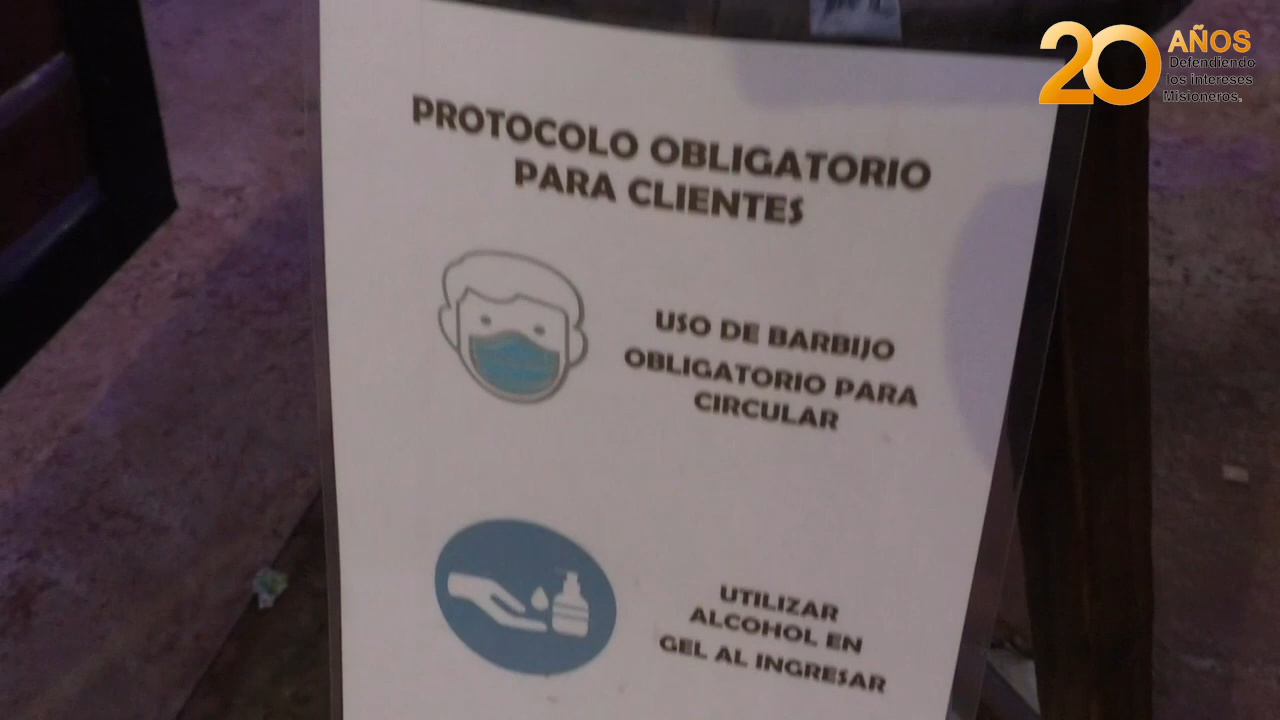 20 AÑOS
Defendiendo
los intereses
Misioneros.
PROTOCOLO OBLIGATORIO
PARA CLIENTES
USO DE BARBIJO
OBLIGATORIO PARA
CIRCULAR
UTILIZAR
ALCOHOL EN
GEL AL INGRESAR